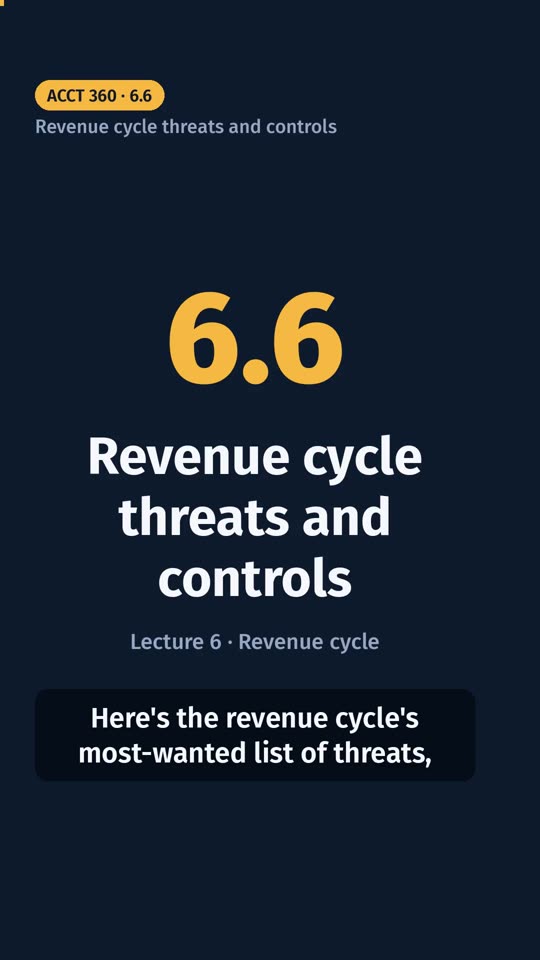 ACCT 360 · 6.6
Revenue cycle threats and controls
6.6
Revenue cycle
threats and
controls
Lecture 6 · Revenue cycle
Here's the revenue cycle's
most-wanted list of threats,